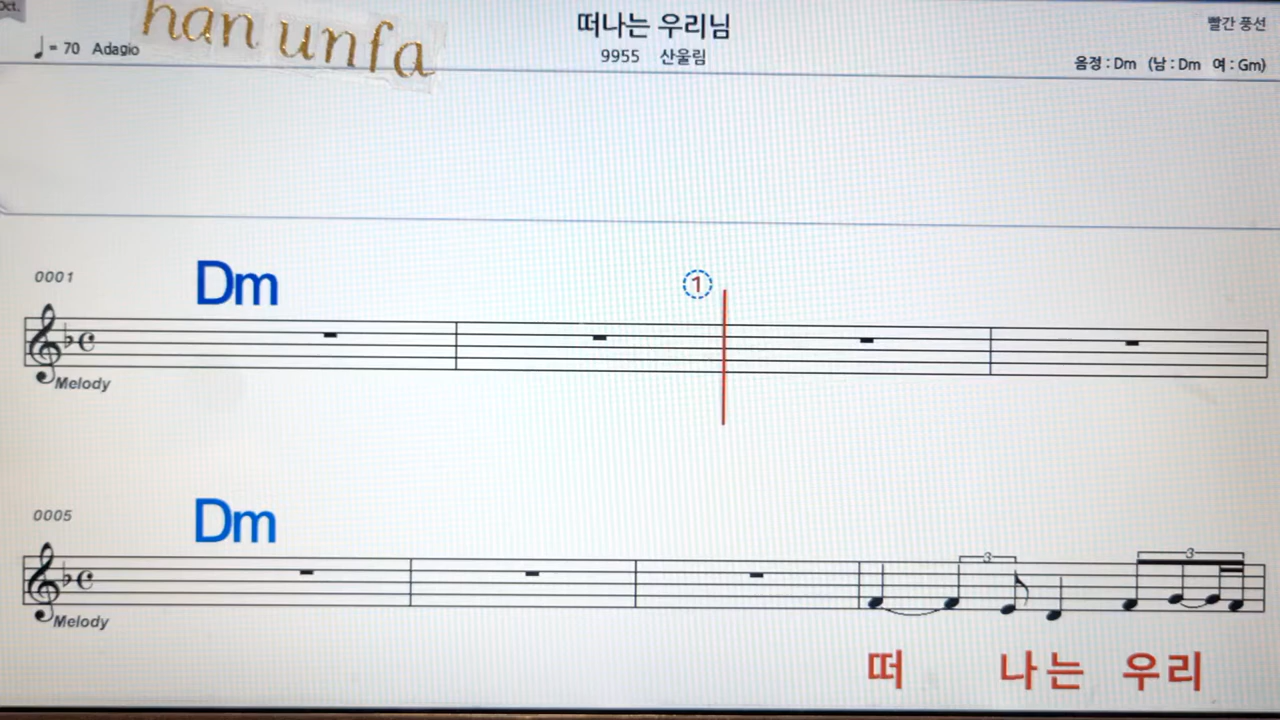 Oct.
han unfa
떠나는 우리님
빨간 풍선
♩= 70 Adagio
9955 산울림
음정 : Dm (남 : Dm 여 : Gm)
0001
Dm
1
Melody
0005
Dm
3
3
Melody
떠 나는 우리